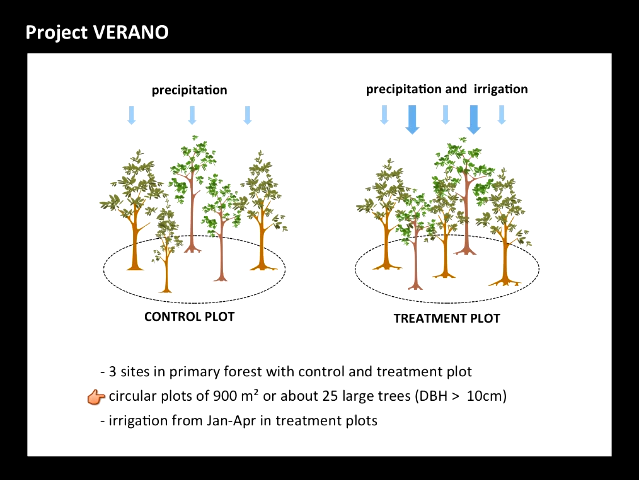 Project VERANO
precipitation
precipitation and irrigation
CONTROL PLOT
TREATMENT PLOT
- 3 sites in primary forest with control and treatment plot
circular plots of 900 m² or about 25 large trees (DBH > 10cm)
- irrigation from Jan-Apr in treatment plots